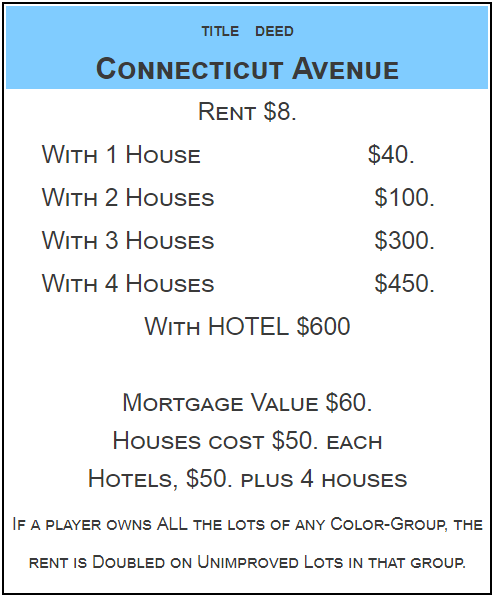 TITLE DEED
CONNECTICUT AVENUE
RENT $8.
WITH 1 HOUSE $40.
WITH 2 HOUSES $100.
WITH 3 HOUSES $300.
WITH 4 HOUSES $450.
WITH HOTEL $600
MORTGAGE VALUE $60.
HOUSES COST $50. EACH
HOTELS, $50. PLUS 4 HOUSES
IF A PLAYER OWNS ALL THE LOTS OF ANY COLOR-GROUP, THE
RENT IS DOUBLED ON UNIMPROVED LOTS IN THAT GROUP.